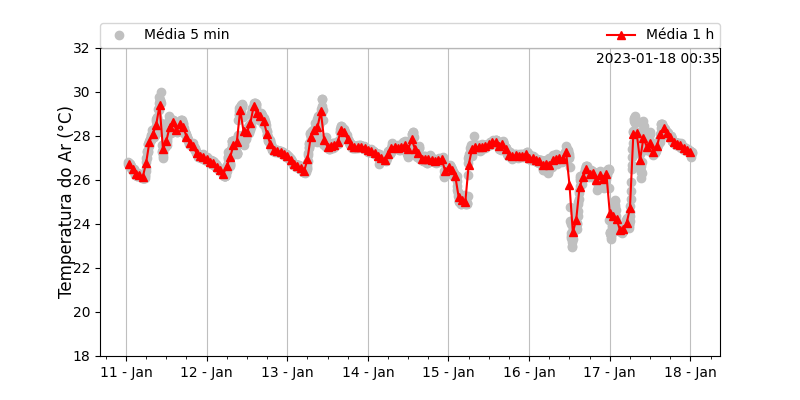 Média 5 min
Média 1 h
2023-01-18 00:35
Temperatura do Ar (°C)
32
30
28
26
24
22
20
18
11 - Jan
12 - Jan
13 - Jan
14 - Jan
15 - Jan
16 - Jan
17 - Jan
18 - Jan